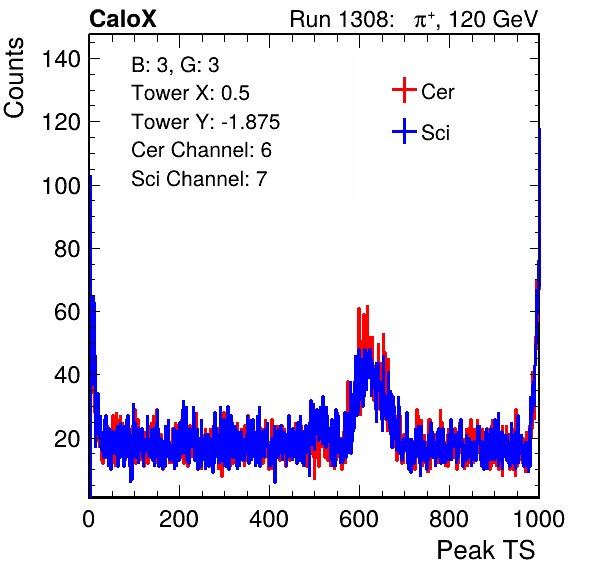 CaloX Run 1308: π⁺, 120 GeV
Counts
140
120
100
80
60
40
20
B: 3, G: 3
Tower X: 0.5
Tower Y: -1.875
Cer Channel: 6
Sci Channel: 7
Cer
Sci
0 200 400 600 800 1000
Peak TS